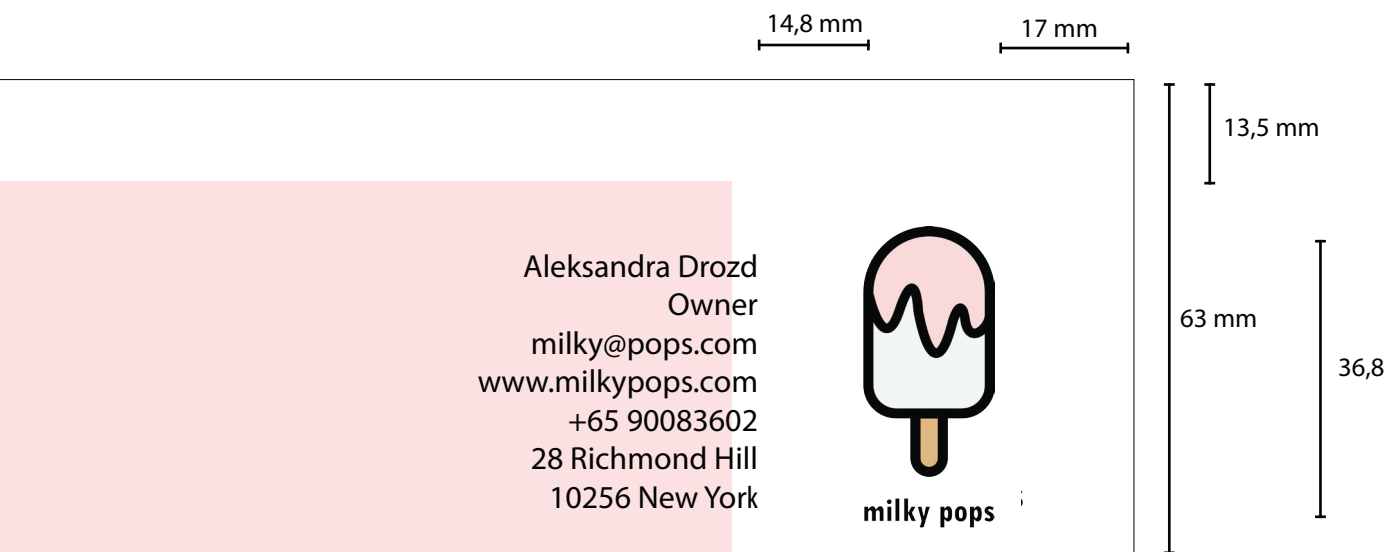 14,8 mm
17 mm
13,5 mm
Aleksandra Drozd
Owner
milky@pops.com
www.milkypops.com
+65 90083602
28 Richmond Hill
10256 New York
63 mm
36,8
milky pops